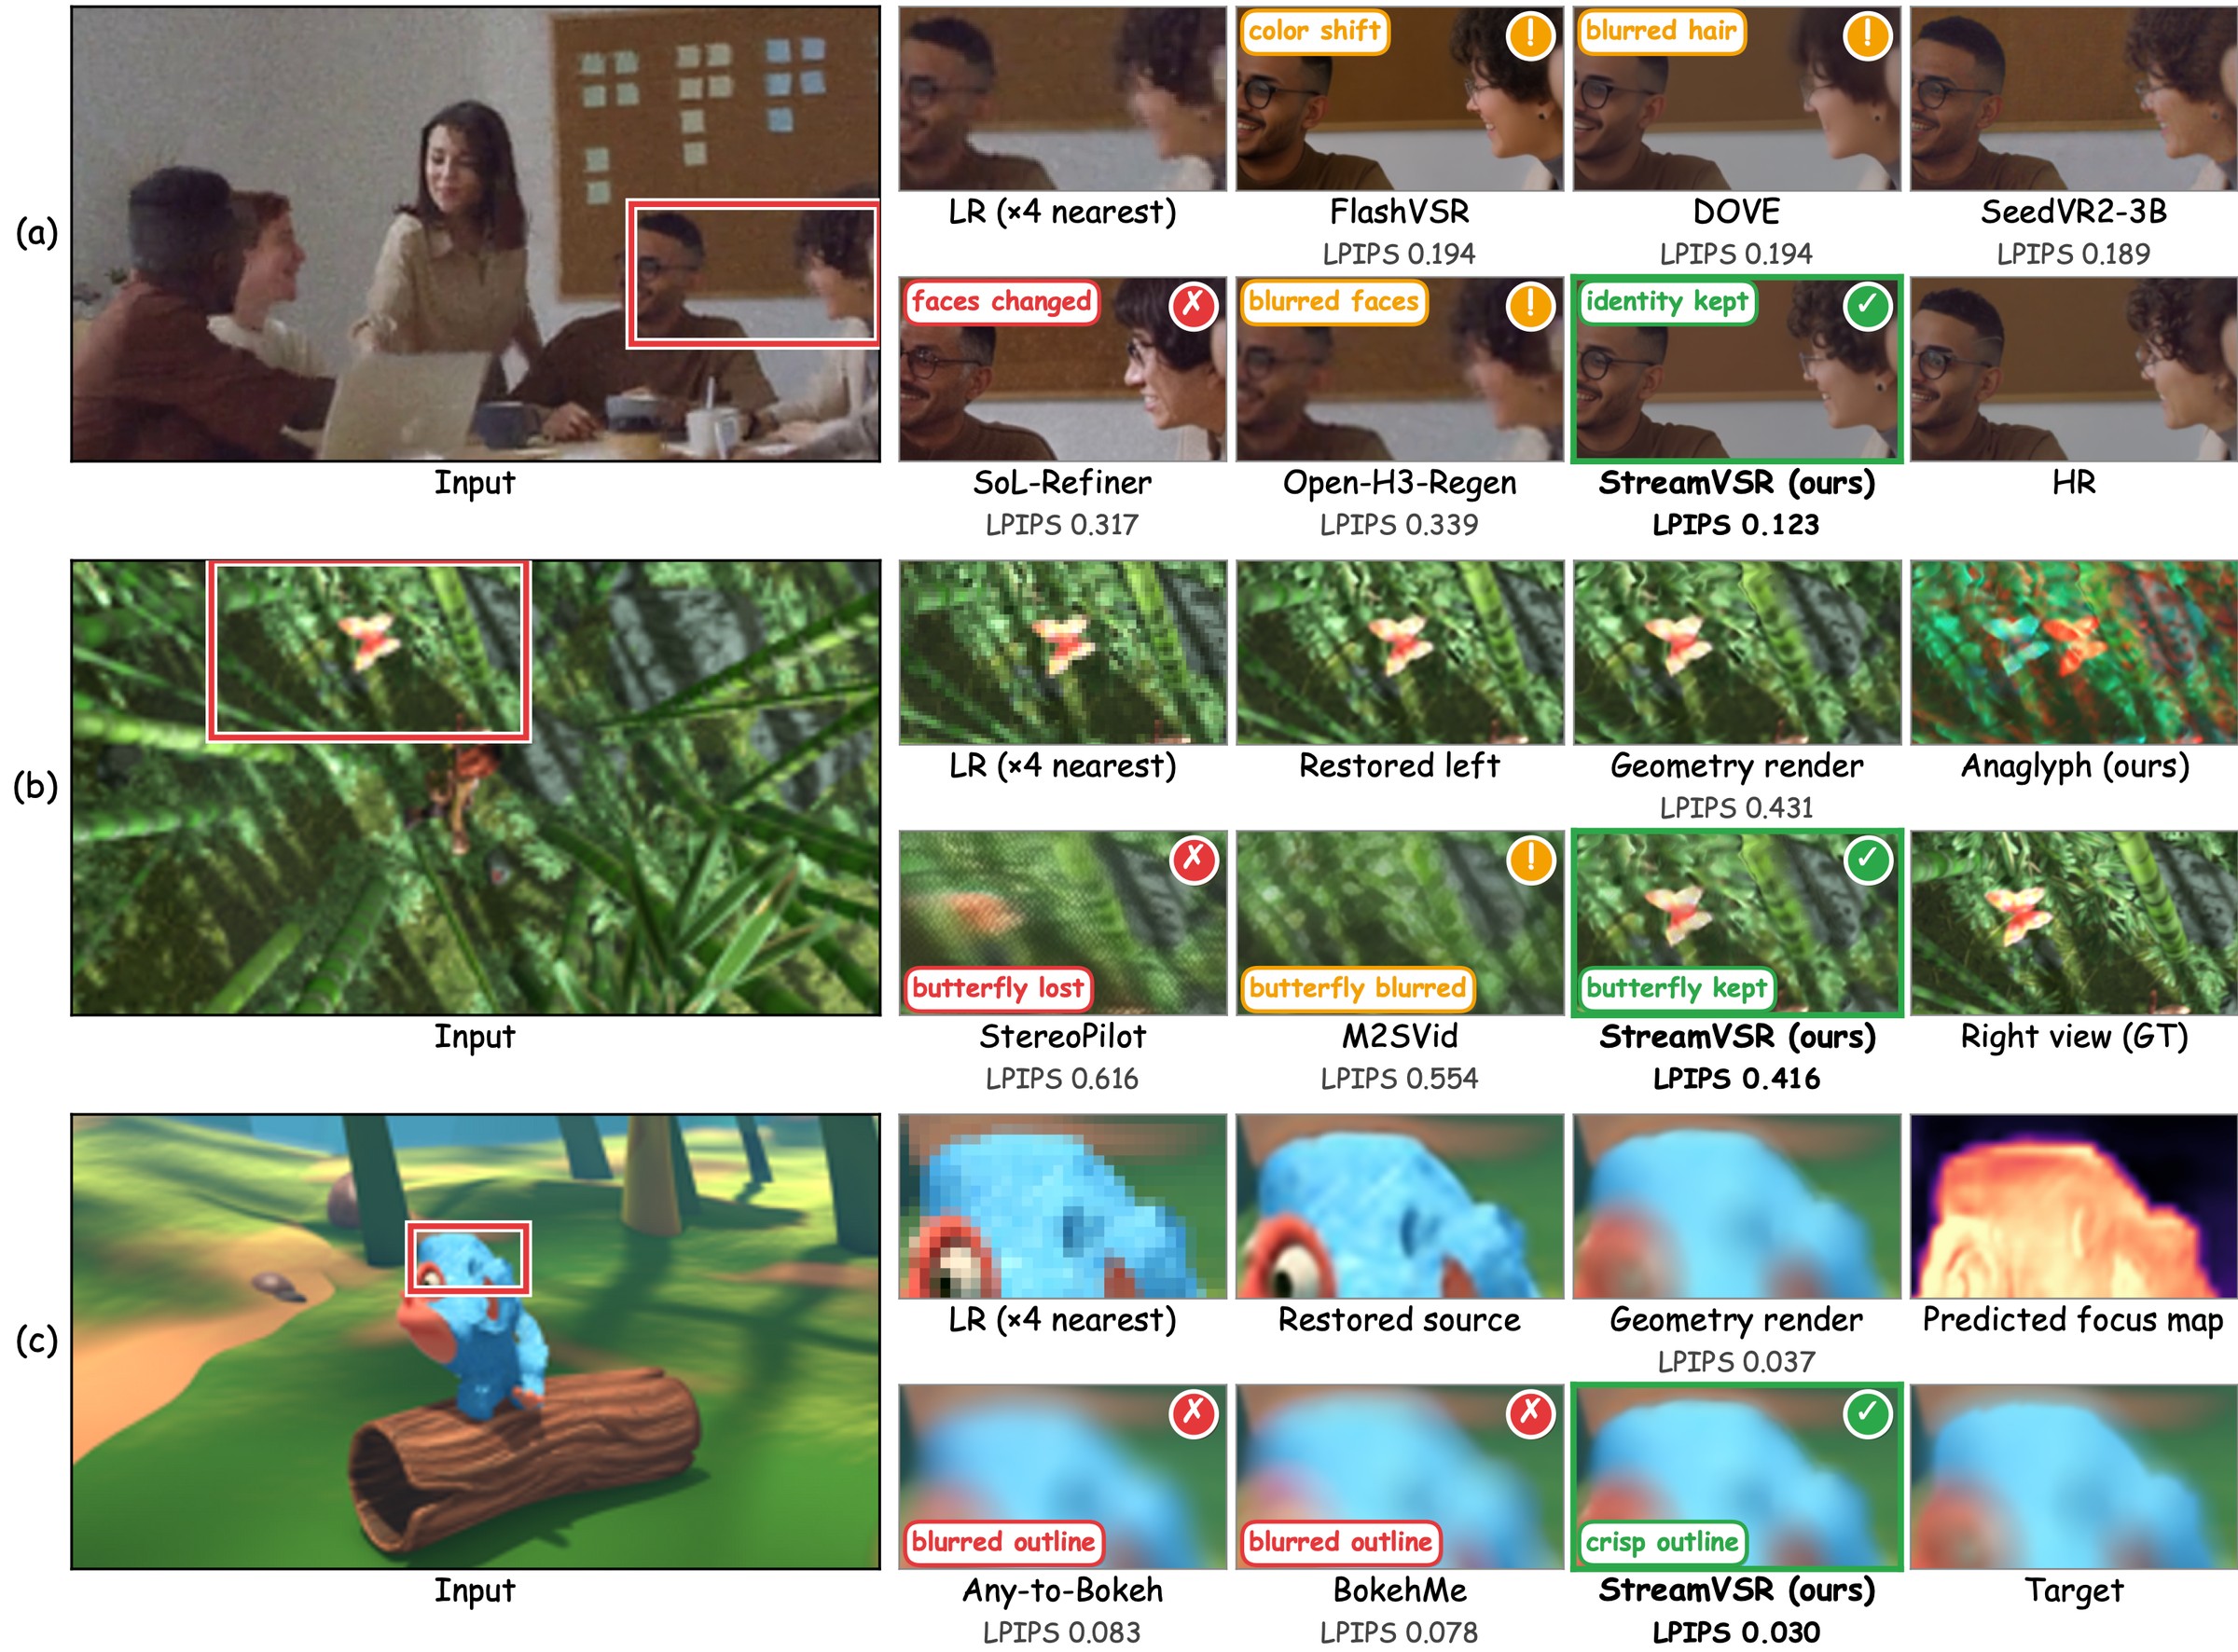 (a)
Input
LR (×4 nearest)
color shift
!
FlashVSR
LPIPS 0.194
blurred hair
!
DOVE
LPIPS 0.194
SeedVR2-3B
LPIPS 0.189
faces changed
✗
SoL-Refiner
LPIPS 0.317
blurred faces
!
Open-H3-Regen
LPIPS 0.339
identity kept
✓
StreamVSR (ours)
LPIPS 0.123
HR
(b)
Input
LR (×4 nearest)
Restored left
Geometry render
LPIPS 0.431
Anaglyph (ours)
✗
butterfly lost
StereoPilot
LPIPS 0.616
!
butterfly blurred
M2SVid
LPIPS 0.554
✓
butterfly kept
StreamVSR (ours)
LPIPS 0.416
Right view (GT)
(c)
Input
LR (×4 nearest)
Restored source
Geometry render
LPIPS 0.037
Predicted focus map
✗
blurred outline
Any-to-Bokeh
LPIPS 0.083
✗
blurred outline
BokehMe
LPIPS 0.078
✓
crisp outline
StreamVSR (ours)
LPIPS 0.030
Target